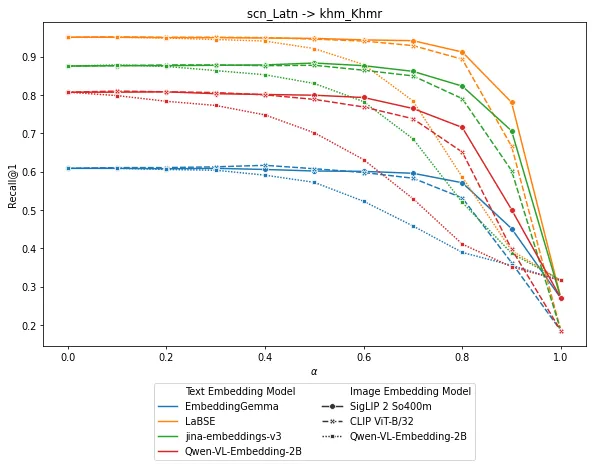 scn_Latn -> khm_Khmr
Recall@1
0.9
0.8
0.7
0.6
0.5
0.4
0.3
0.2
0.0 0.2 0.4 0.6 0.8 1.0
α
Text Embedding Model
EmbeddingGemma
LaBSE
jina-embeddings-v3
Qwen-VL-Embedding-2B
Image Embedding Model
SigLIP 2 So400m
CLIP ViT-B/32
Qwen-VL-Embedding-2B